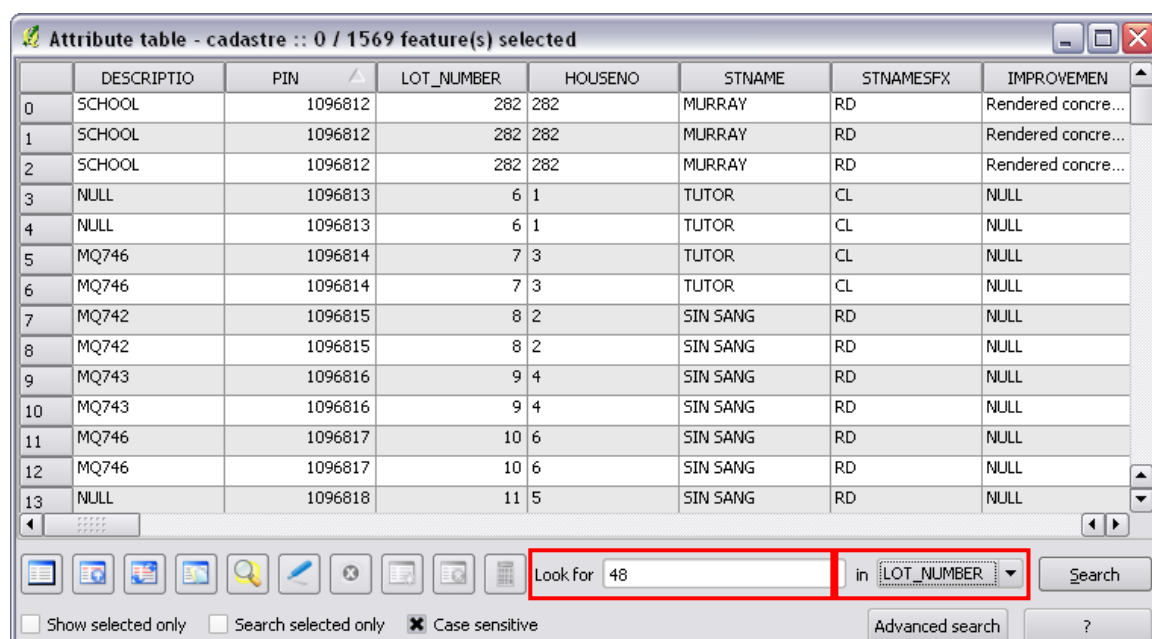 Attribute table - cadastre :: 0 / 1569 feature(s) selected
DESCRIPTIO PIN LOT_NUMBER HOUSENO STNAME STNAMESFX IMPROVEMEN
0 SCHOOL 1096812 282 282 MURRAY RD Rendered concre...
1 SCHOOL 1096812 282 282 MURRAY RD Rendered concre...
2 SCHOOL 1096812 282 282 MURRAY RD Rendered concre...
3 NULL 1096813 6 1 TUTOR CL NULL
4 NULL 1096813 6 1 TUTOR CL NULL
5 MQ746 1096814 7 3 TUTOR CL NULL
6 MQ746 1096814 7 3 TUTOR CL NULL
7 MQ742 1096815 8 2 SIN SANG RD NULL
8 MQ742 1096815 8 2 SIN SANG RD NULL
9 MQ743 1096816 9 4 SIN SANG RD NULL
10 MQ743 1096816 9 4 SIN SANG RD NULL
11 MQ746 1096817 10 6 SIN SANG RD NULL
12 MQ746 1096817 10 6 SIN SANG RD NULL
13 NULL 1096818 11 5 SIN SANG RD NULL
Look for 48 in LOT_NUMBER Search
Show selected only Search selected only Case sensitive Advanced search ?